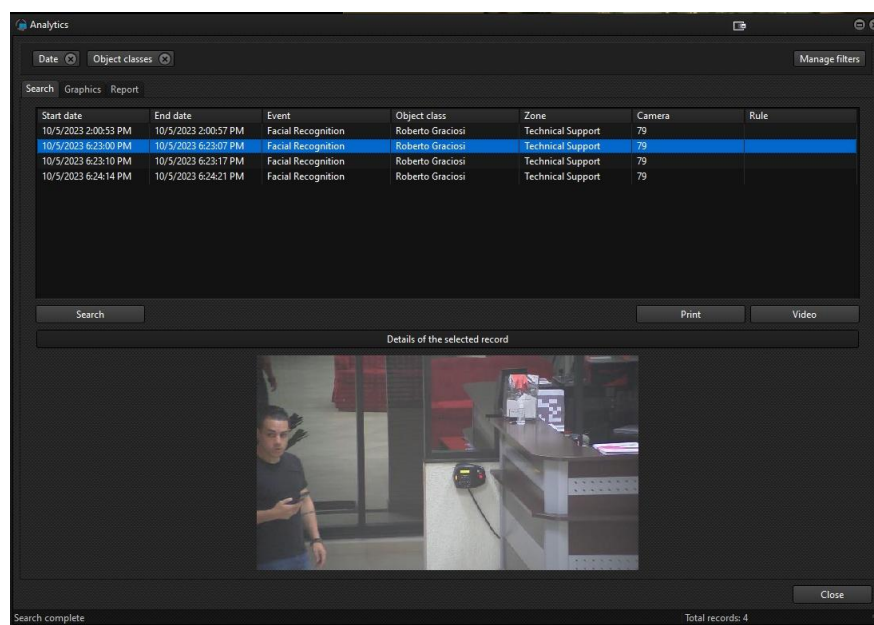 Analytics
Date Object classes Manage filters
Search Graphics Report
Start date End date Event Object class Zone Camera Rule
10/5/2023 2:00:53 PM 10/5/2023 2:00:57 PM Facial Recognition Roberto Graciosi Technical Support 79
10/5/2023 6:23:00 PM 10/5/2023 6:23:07 PM Facial Recognition Roberto Graciosi Technical Support 79
10/5/2023 6:23:10 PM 10/5/2023 6:23:17 PM Facial Recognition Roberto Graciosi Technical Support 79
10/5/2023 6:24:14 PM 10/5/2023 6:24:21 PM Facial Recognition Roberto Graciosi Technical Support 79
Search Print Video
Details of the selected record
Close
Search complete Total records: 4